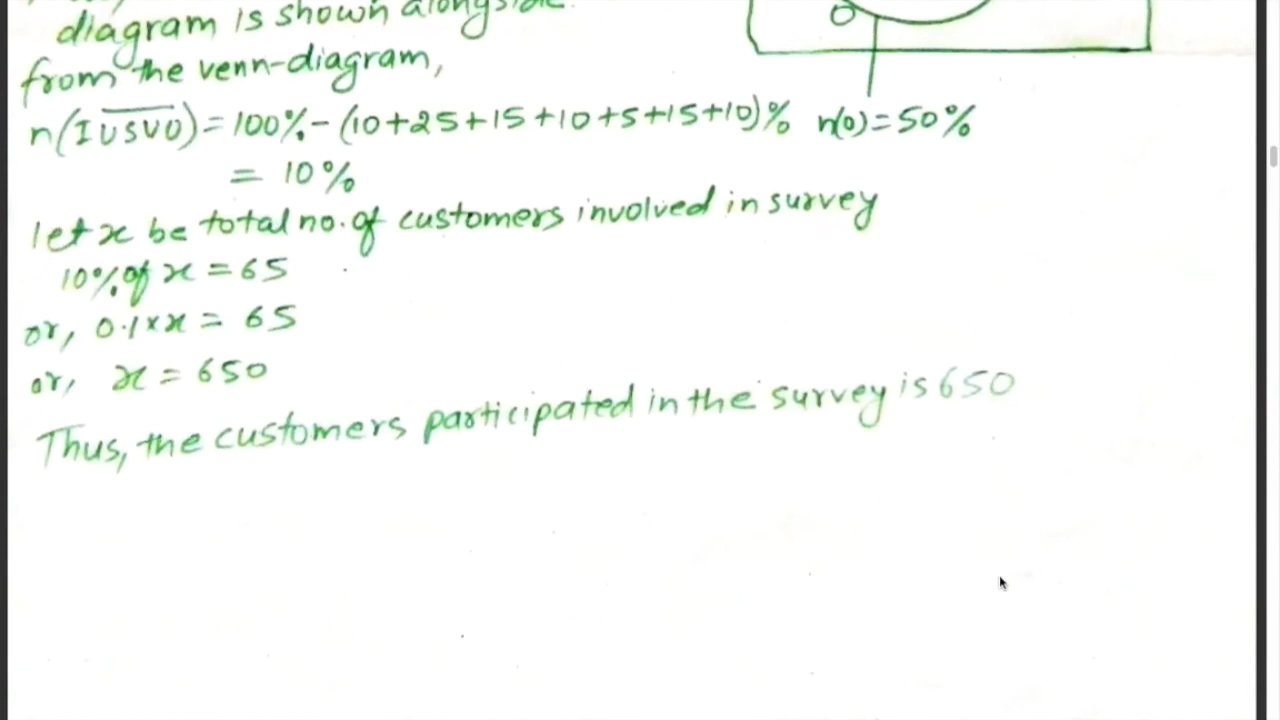 diagram is shown alongside.
from the venn-diagram,
O
n(I∪S∪O)‾ = 100% - (10+25+15+10+5+15+10)% n(O) = 50%
= 10%
let x be total no. of customers involved in survey
10% of x = 65
or, 0.1 × x = 65
or, x = 650
Thus, the customers participated in the survey is 650